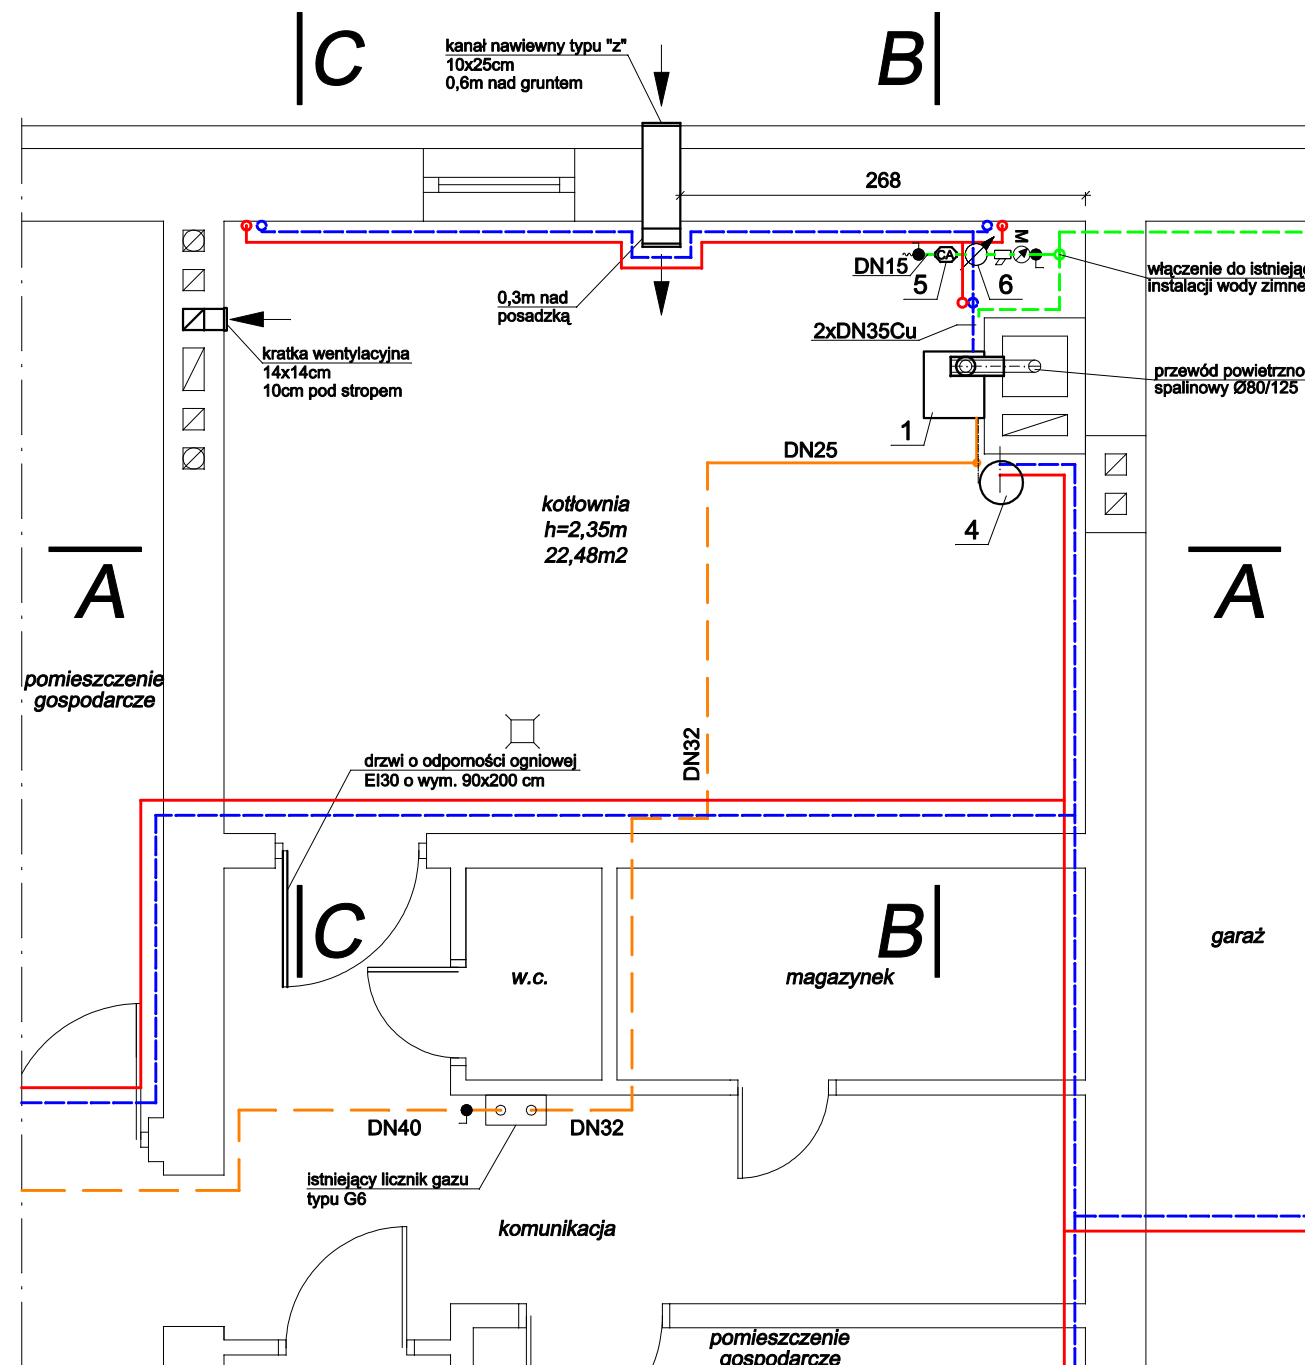 C
kanał nawiewny typu "z"
10x25cm
0,6m nad gruntem
B
268
M
DN15
5
CA
6
włączenie do istnieją
instalacji wody zimne
0,3m nad
posadzką
2xDN35Cu
kratka wentylacyjna
14x14cm
10cm pod stropem
przewód powietrzno
spalinowy Ø80/125
1
DN25
kotłownia
h=2,35m
22,48m2
4
A
A
pomieszczenie
gospodarcze
DN32
drzwi o odporności ogniowej
EI30 o wym. 90x200 cm
C
B
garaż
w.c.
magazynek
DN40
DN32
istniejący licznik gazu
typu G6
komunikacja
pomieszczenie
gospodarcze